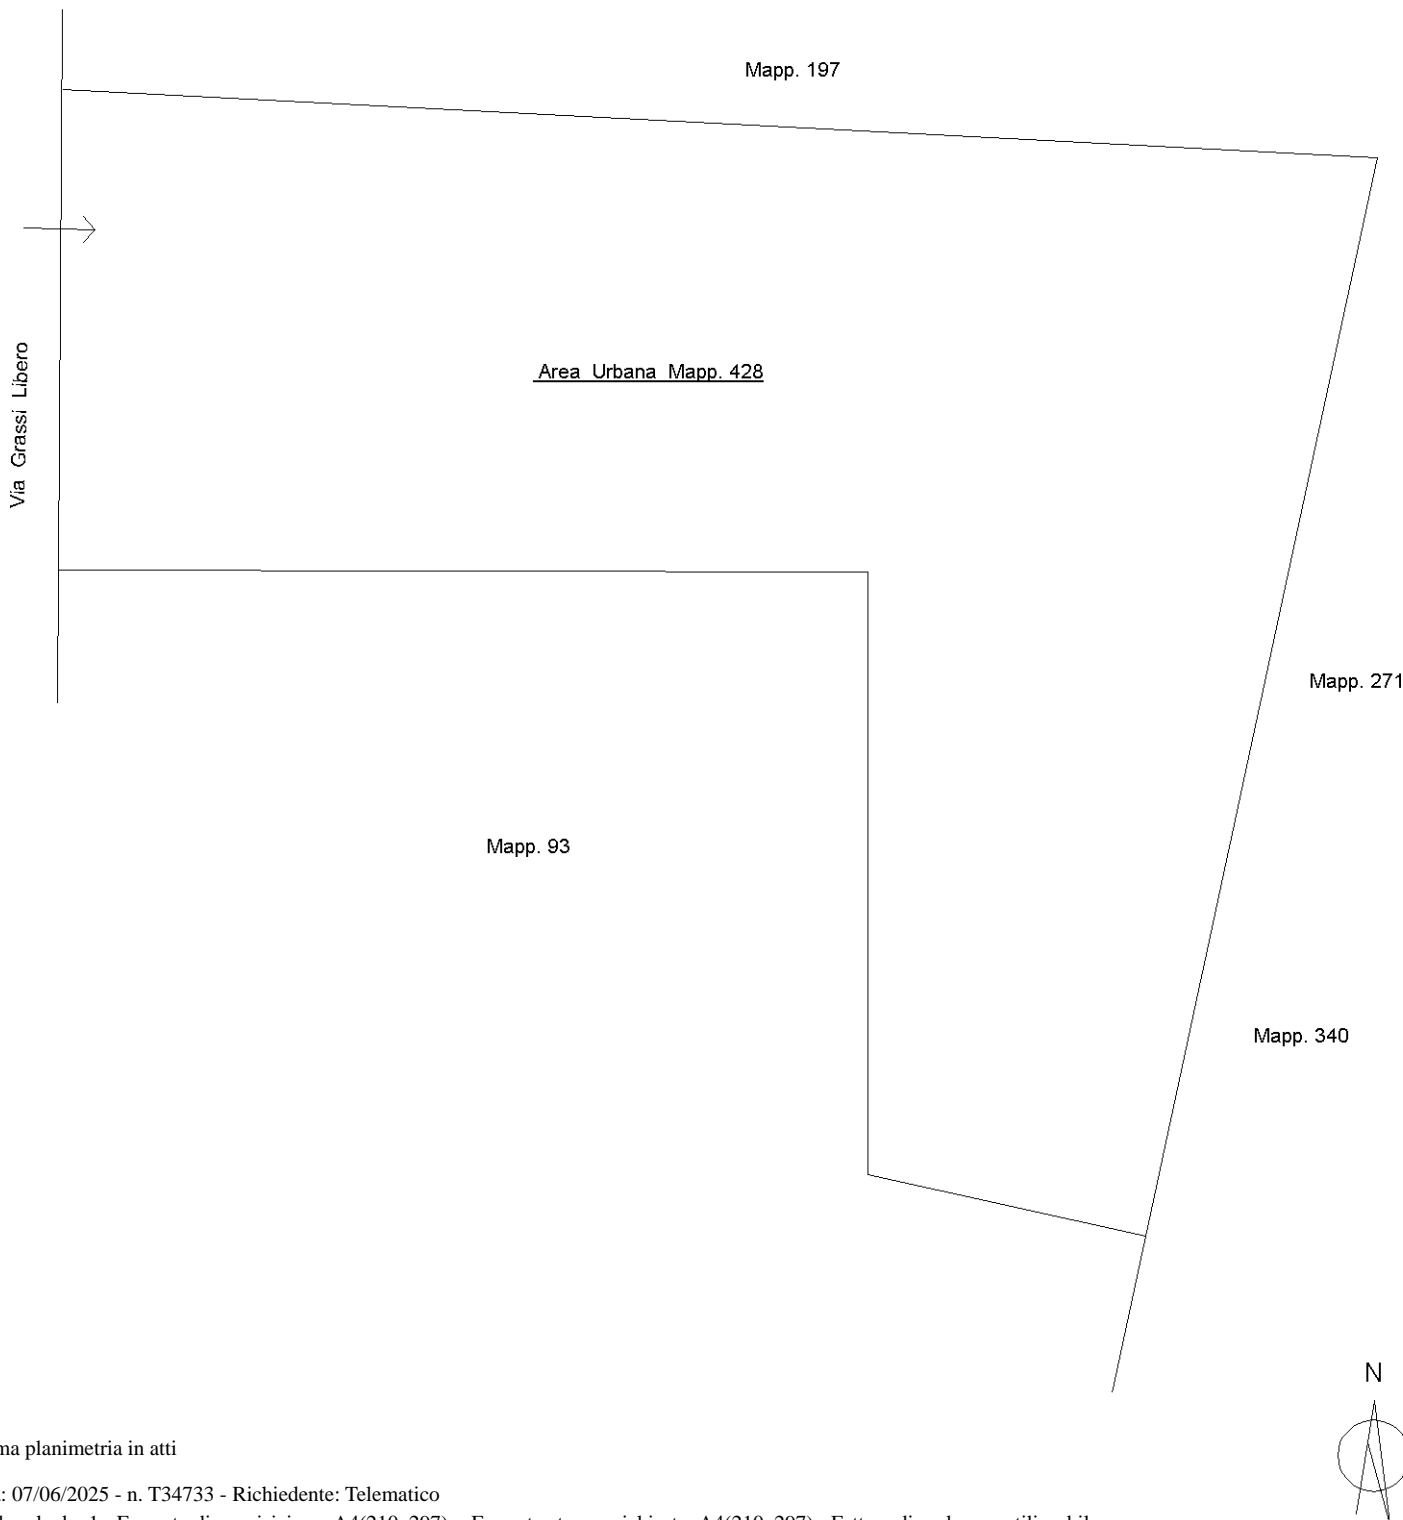 Mapp. 197
Via Grassi Libero
Area Urbana Mapp. 428
Mapp. 271
Mapp. 93
Mapp. 340
N
planimetria in atti
07/06/2025 - n. T34733 - Richiedente: Telematico